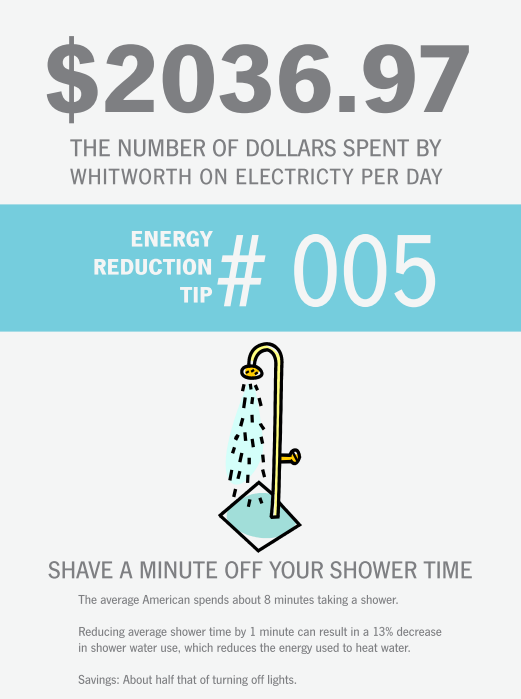 $2036.97
THE NUMBER OF DOLLARS SPENT BY
WHITWORTH ON ELECTRICTY PER DAY
ENERGY
REDUCTION
TIP
# 005
SHAVE A MINUTE OFF YOUR SHOWER TIME
The average American spends about 8 minutes taking a shower.
Reducing average shower time by 1 minute can result in a 13% decrease
in shower water use, which reduces the energy used to heat water.
Savings: About half that of turning off lights.